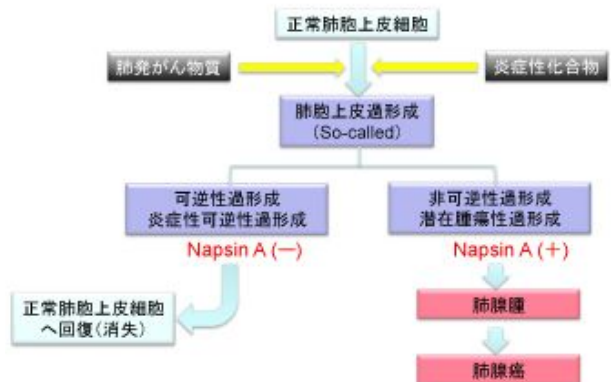 正常肺胞上皮細胞
肺発がん物質
炎症性化合物
肺胞上皮過形成
(So-called)
可逆性過形成
炎症性可逆性過形成
Napsin A (—)
非可逆性過形成
潜在腫瘍性過形成
Napsin A (＋)
正常肺胞上皮細胞
へ回復(消失)
肺腺腫
肺腺癌